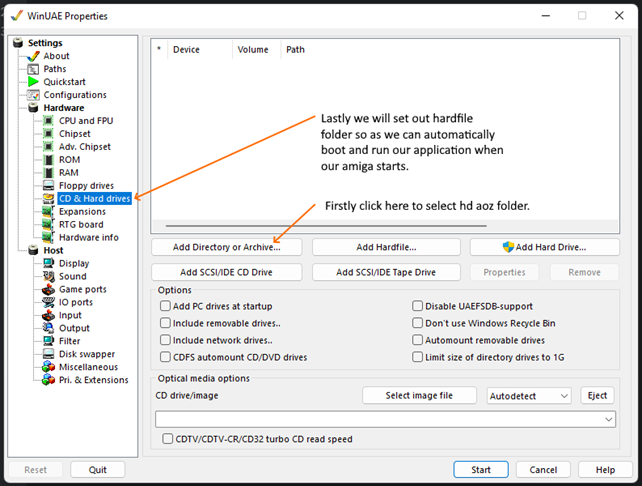 WinUAE Properties
Settings
About
Paths
Quickstart
Configurations
Hardware
CPU and FPU
Chipset
Adv. Chipset
ROM
RAM
Floppy drives
CD & Hard drives
Expansions
RTG board
Hardware info
Host
Display
Sound
Game ports
IO ports
Input
Output
Filter
Disk swapper
Miscellaneous
Pri. & Extensions
* Device Volume Path
Lastly we will set out hardfile
folder so as we can automatically
boot and run our application when
our amiga starts.
Firstly click here to select hd aoz folder.
Add Directory or Archive... Add Hardfile... Add Hard Drive...
Add SCSI/IDE CD Drive Add SCSI/IDE Tape Drive Properties Remove
Options
Add PC drives at startup Disable UAEFSDB-support
Include removable drives.. Don't use Windows Recycle Bin
Include network drives.. Automount removable drives
CDFS automount CD/DVD drives Limit size of directory drives to 1G
Optical media options
CD drive/image Select image file Autodetect Eject
CDTV/CDTV-CR/CD32 turbo CD read speed
Reset Quit Start Cancel Help